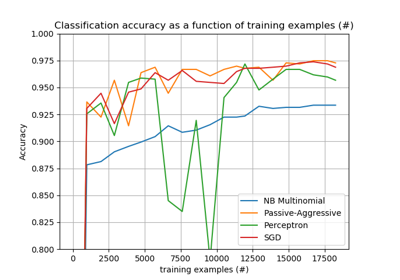 Classification accuracy as a function of training examples (#)
1.000
0.975
0.950
0.925
0.900
0.875
0.850
0.825
0.800
Accuracy
NB Multinomial
Passive-Aggressive
Perceptron
SGD
0 2500 5000 7500 10000 12500 15000 17500
training examples (#)